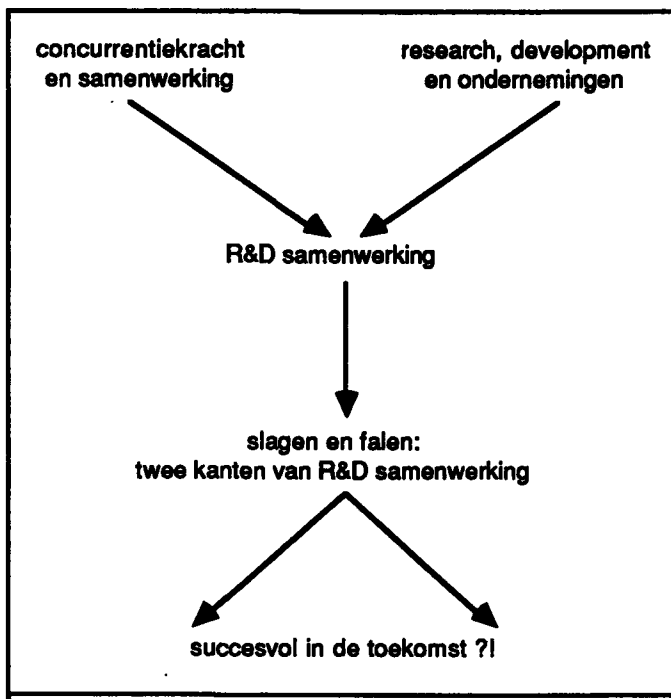 concurrentiekracht
en samenwerking
research, development
en ondernemingen
R&D samenwerking
slagen en falen:
twee kanten van R&D samenwerking
succesvol in de toekomst ?!